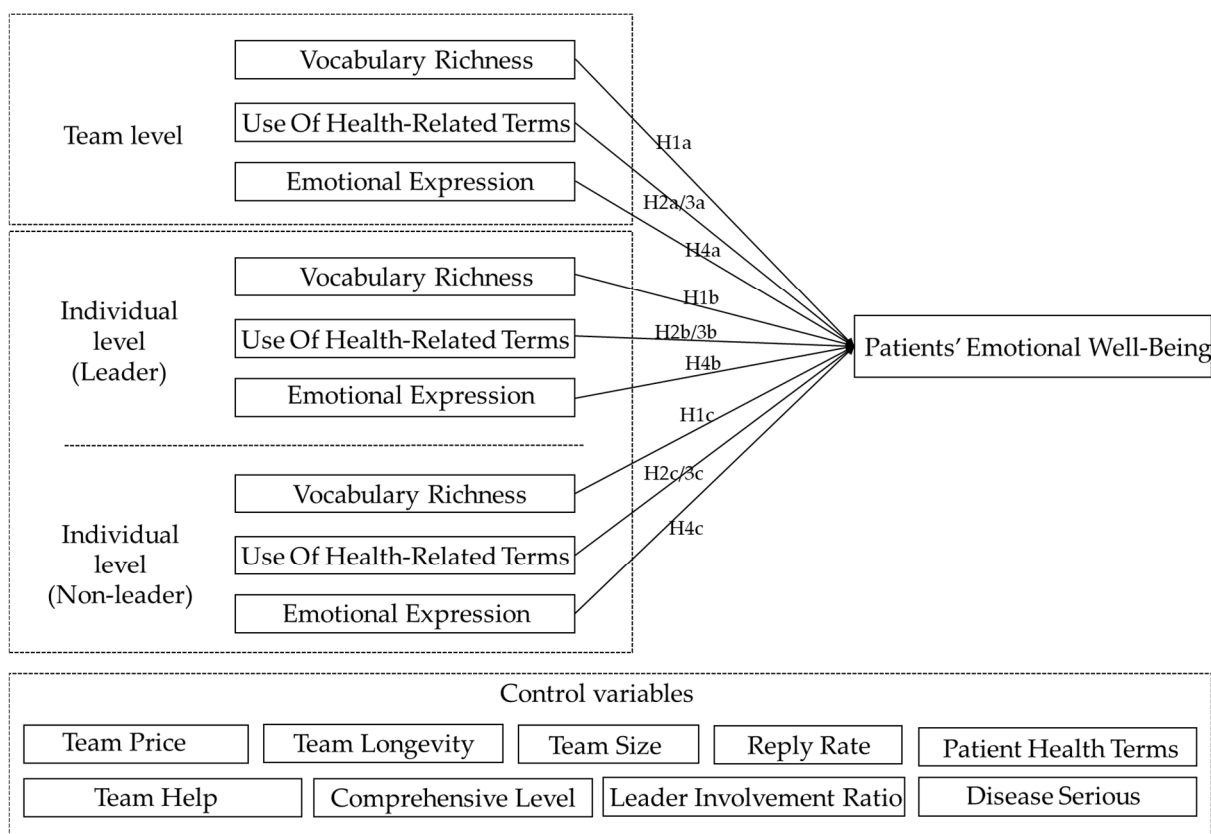 Vocabulary Richness
Team level
Use Of Health-Related Terms
Emotional Expression
H1a
H2a/3a
H4a
Individual
level
(Leader)
Vocabulary Richness
Use Of Health-Related Terms
Emotional Expression
H1b
H2b/3b
H4b
Patients' Emotional Well-Being
Individual
level
(Non-leader)
Vocabulary Richness
Use Of Health-Related Terms
Emotional Expression
H1c
H2c/3c
H4c
Control variables
Team Price
Team Longevity
Team Size
Reply Rate
Patient Health Terms
Team Help
Comprehensive Level
Leader Involvement Ratio
Disease Serious